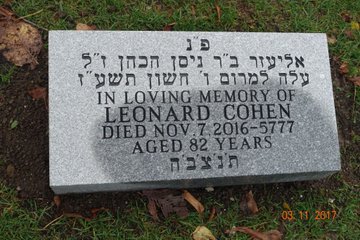 פ״נ
אליעזר ב״ר ניסן הכהן ז״ל
עלה למרום ו׳ חשון תשע״ז
IN LOVING MEMORY OF
LEONARD COHEN
DIED NOV. 7, 2016-5777
AGED 82 YEARS
תנצב״ה
03 11 2017